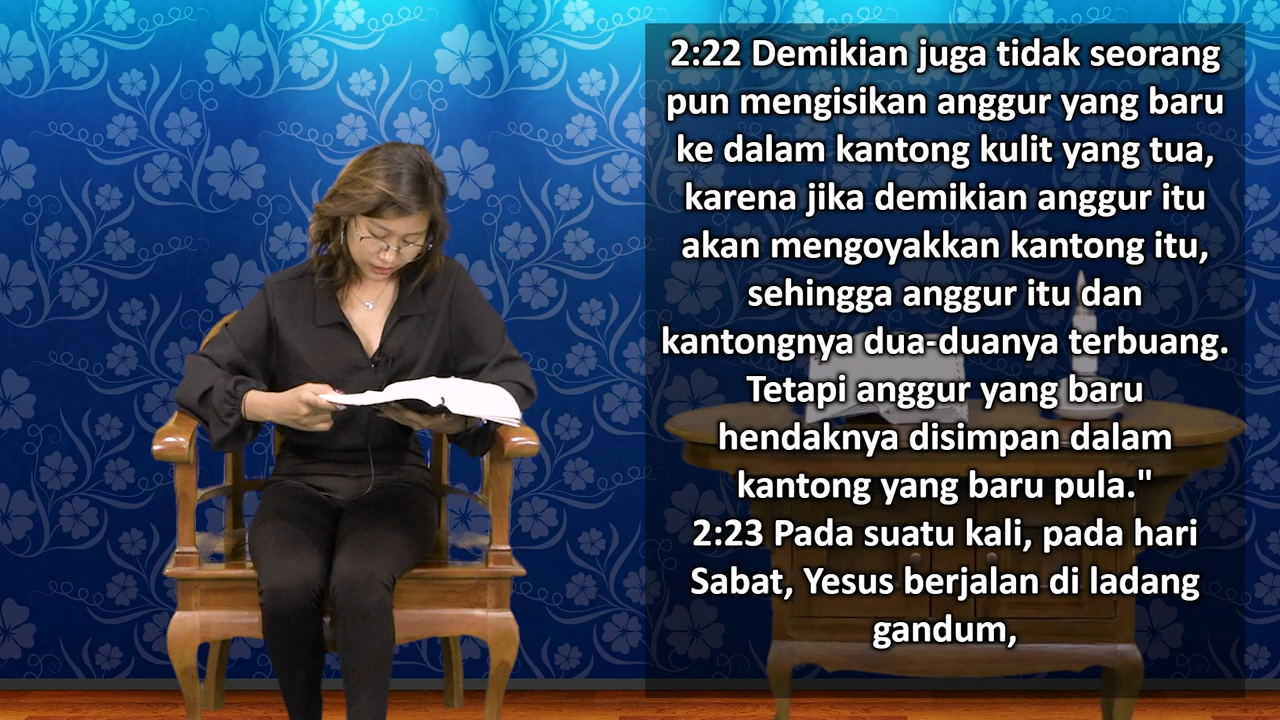 2:22 Demikian juga tidak seorang
pun mengisikan anggur yang baru
ke dalam kantong kulit yang tua,
karena jika demikian anggur itu
akan mengoyakkan kantong itu,
sehingga anggur itu dan
kantongnya dua-duanya terbuang.
Tetapi anggur yang baru
hendaknya disimpan dalam
kantong yang baru pula."
2:23 Pada suatu kali, pada hari
Sabat, Yesus berjalan di ladang
gandum,